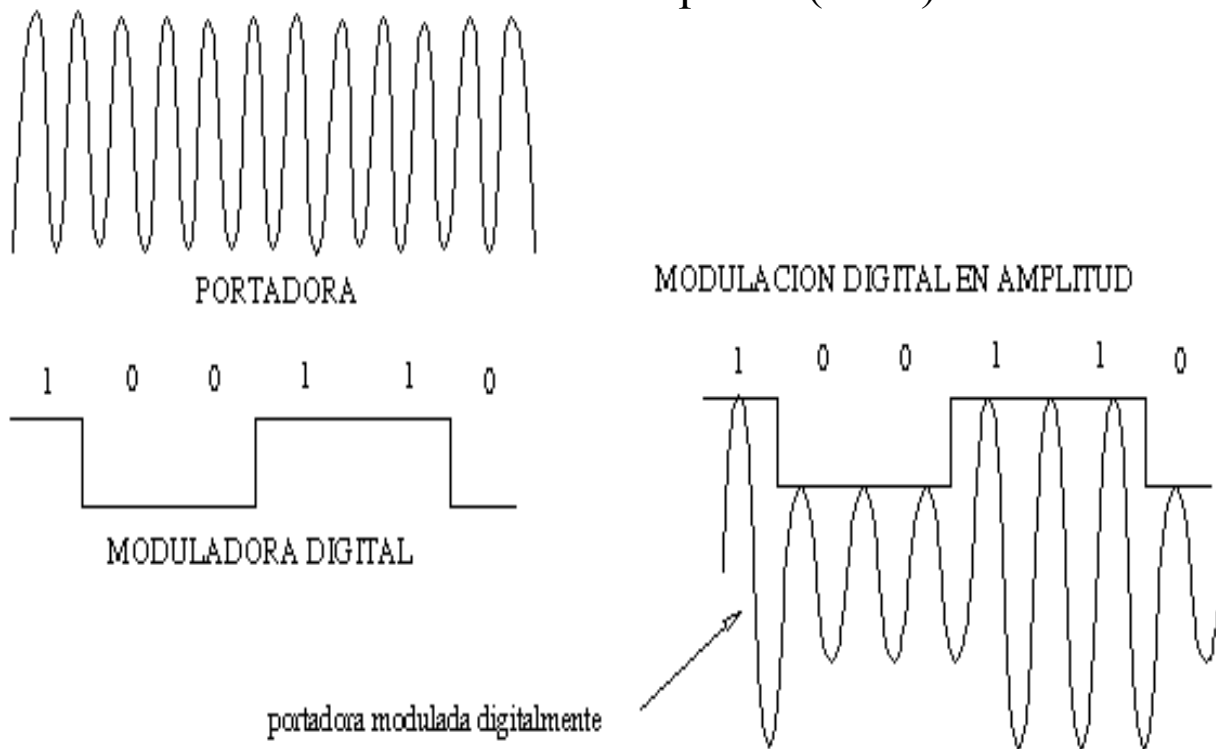 PORTADORA
1 0 0 1 1 0
MODULADORA DIGITAL
MODULACION DIGITAL EN AMPLITUD
1 0 0 1 1 0
portadora modulada digitalmente